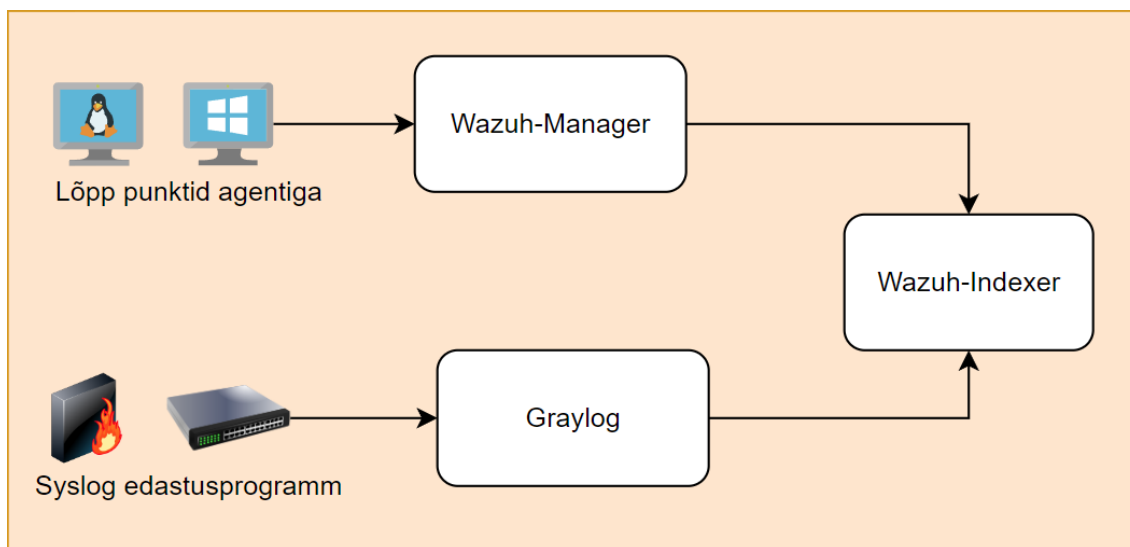 Wazuh-Manager
Lõpp punktid agentiga
Wazuh-Indexer
Graylog
Syslog edastusprogramm